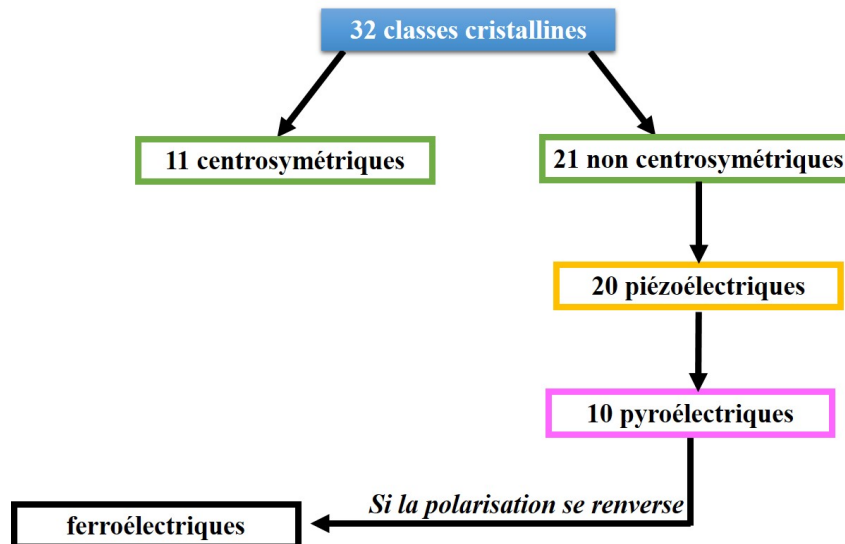 32 classes cristallines
11 centrosymétriques
21 non centrosymétriques
20 piézoélectriques
10 pyroélectriques
Si la polarisation se renverse
ferroélectriques